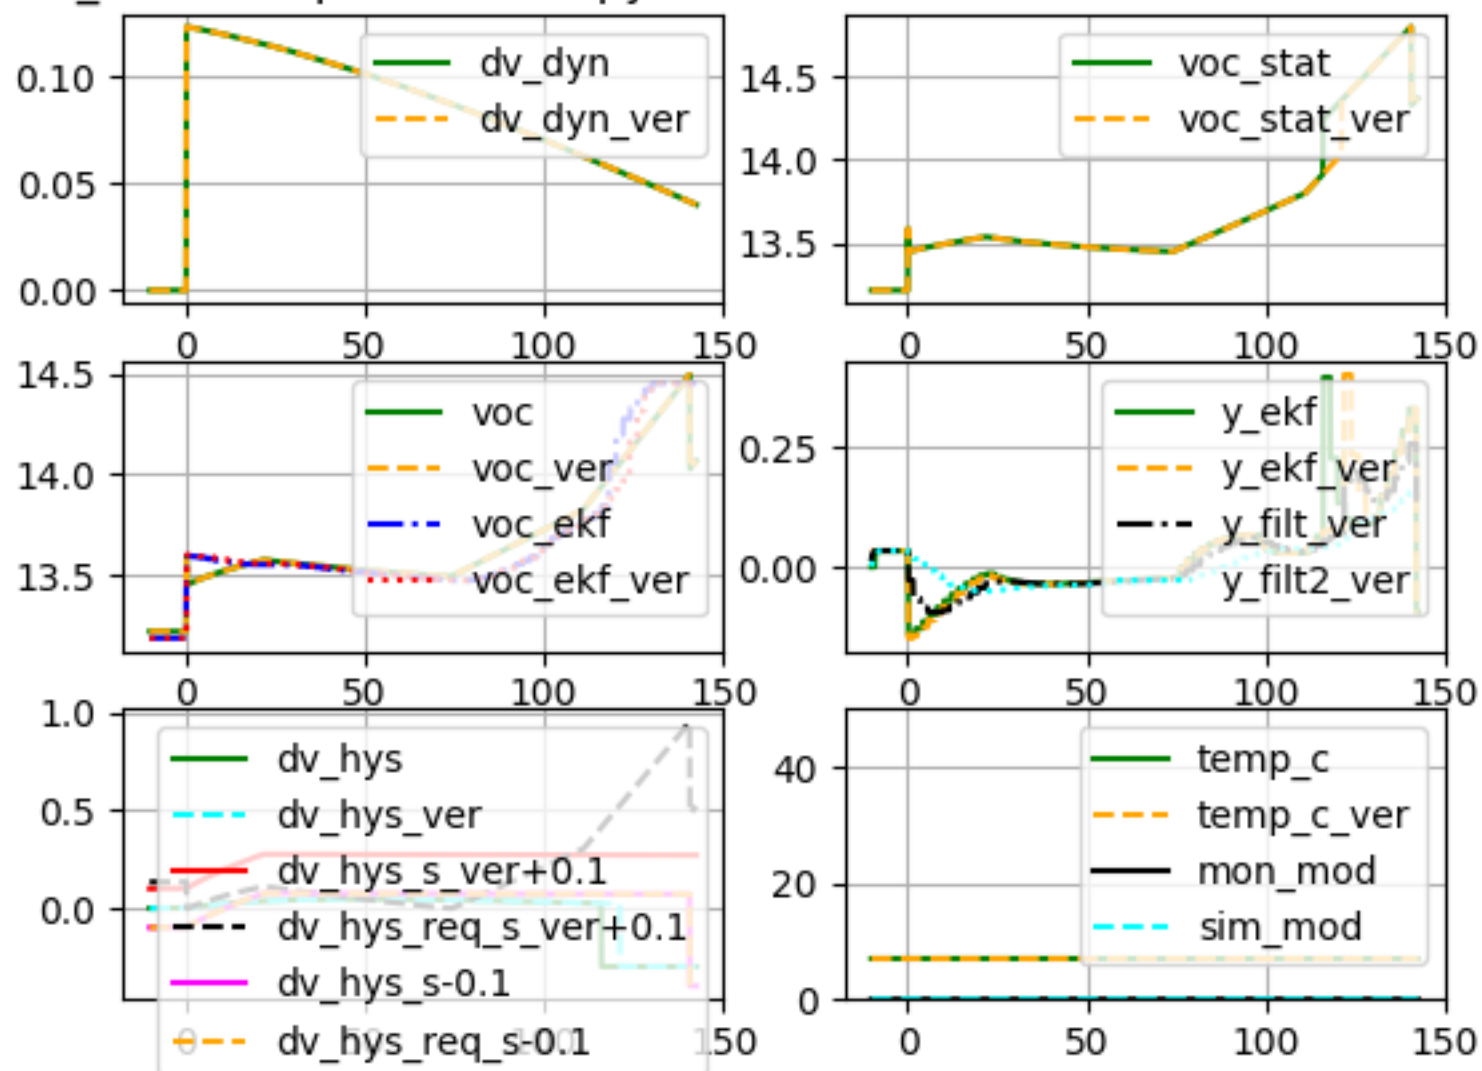 0.10
0.05
0.00
0
50
100
150
dv_dyn
dv_dyn_ver
14.5
14.0
13.5
0
50
100
150
voc_stat
voc_stat_ver
14.5
14.0
13.5
0
50
100
150
voc
voc_ver
voc_ekf
voc_ekf_ver
0.25
0.00
0
50
100
150
y_ekf
y_ekf_ver
y_filt_ver
y_filt2_ver
1.0
0.5
0.0
0
50
100
150
dv_hys
dv_hys_ver
dv_hys_s_ver+0.1
dv_hys_req_s_ver+0.1
dv_hys_s-0.1
dv_hys_req_s-0.1
40
20
0
0
50
100
150
temp_c
temp_c_ver
mon_mod
sim_mod